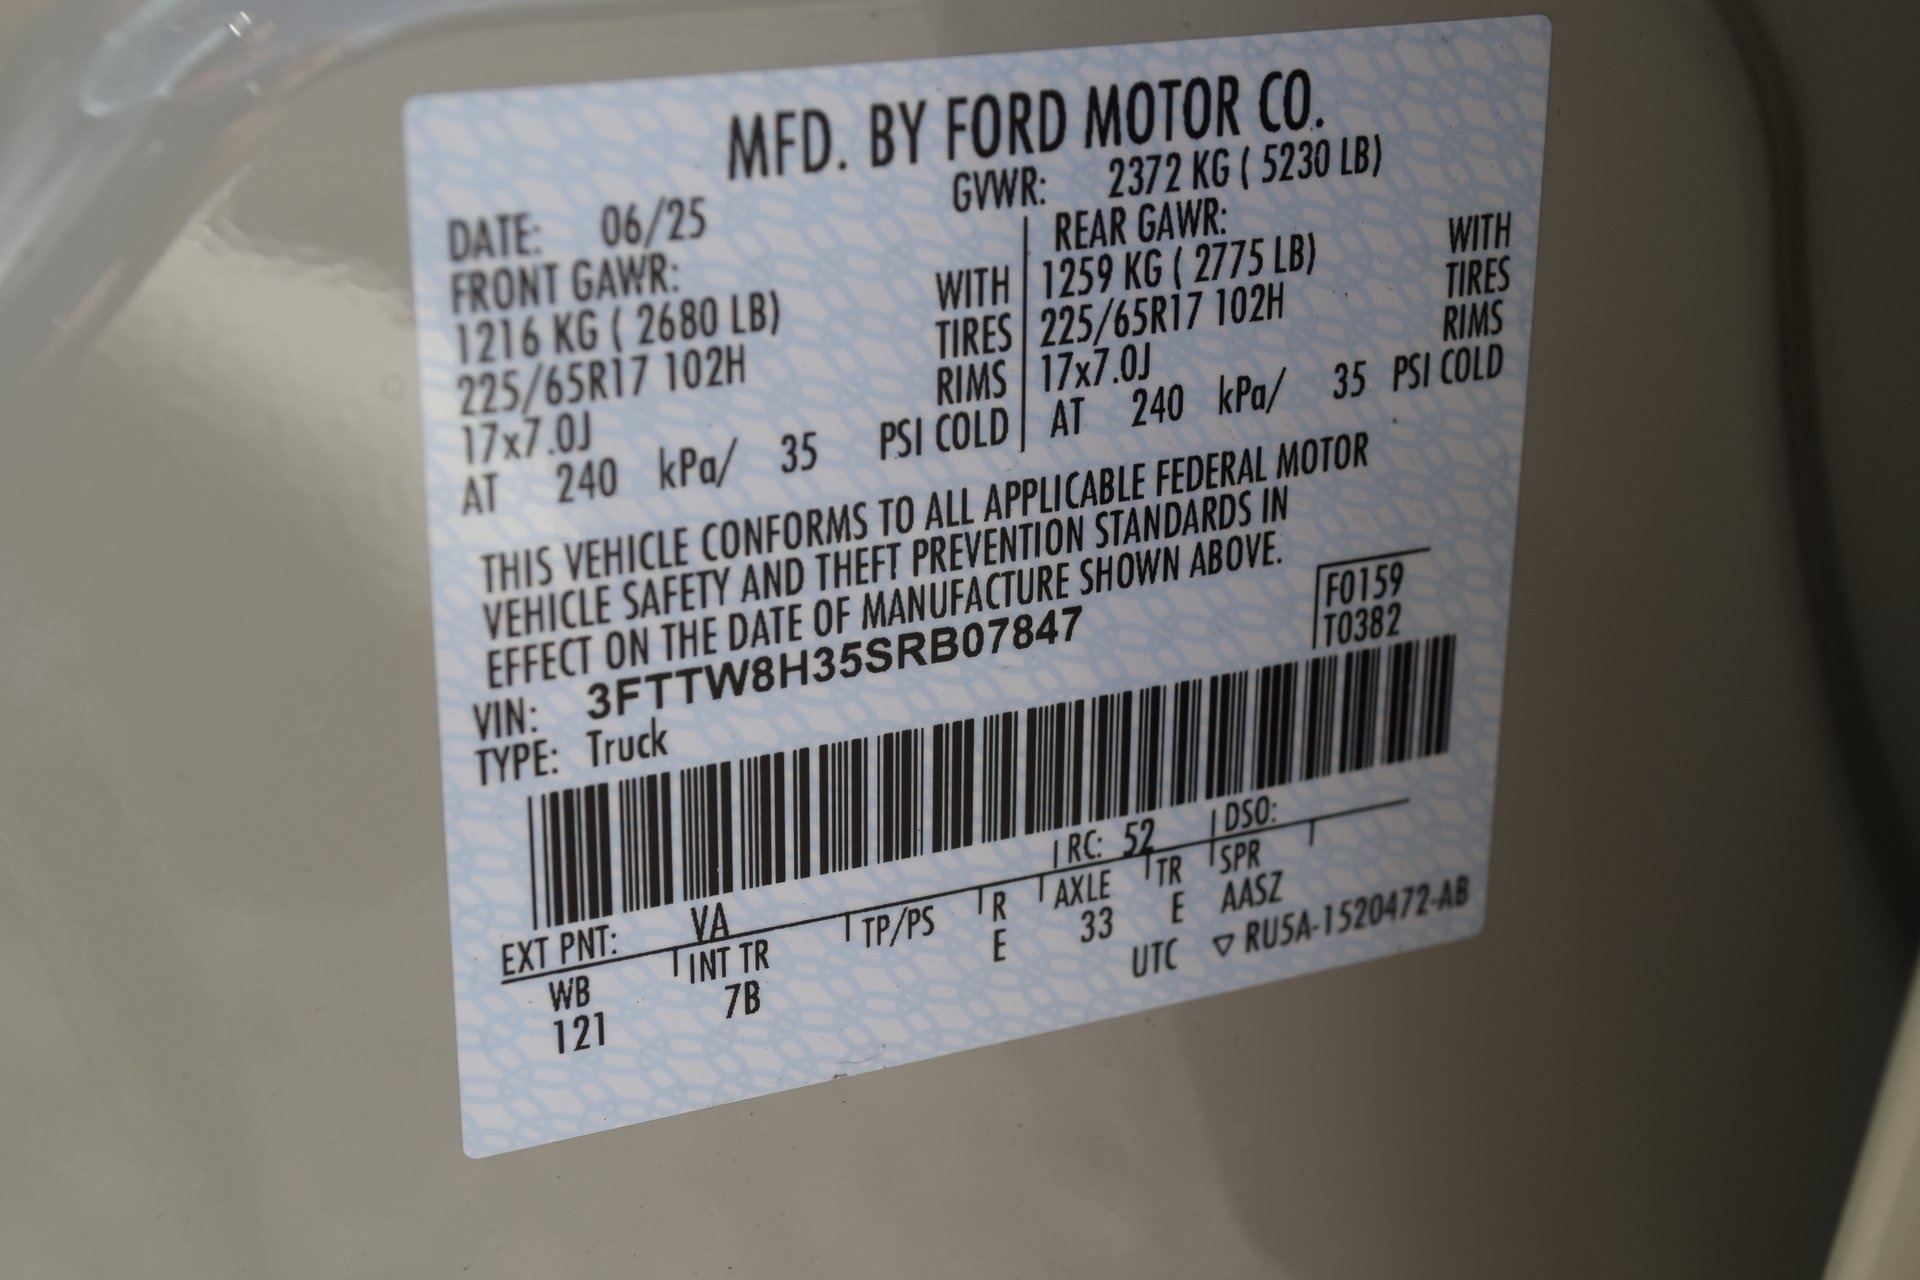 MFD. BY FORD MOTOR CO.
DATE: 06/25 GVWR: 2372 KG ( 5230 LB)
FRONT GAWR: REAR GAWR:
1216 KG ( 2680 LB) WITH 1259 KG ( 2775 LB) WITH
225/65R17 102H TIRES 225/65R17 102H TIRES
17x7.0J RIMS 17x7.0J RIMS
AT 240 kPa/ 35 PSI COLD AT 240 kPa/ 35 PSI COLD
THIS VEHICLE CONFORMS TO ALL APPLICABLE FEDERAL MOTOR
VEHICLE SAFETY AND THEFT PREVENTION STANDARDS IN
EFFECT ON THE DATE OF MANUFACTURE SHOWN ABOVE.
VIN: 3FTTW8H35SRB07847 F0159
TYPE: Truck T0382
EXT PNT: VA RC: 52 DSO:
WB INT TR TP/PS R AXLE TR SPR
121 7B E 33 E AASZ
UTC ▽ RU5A-1520472-AB